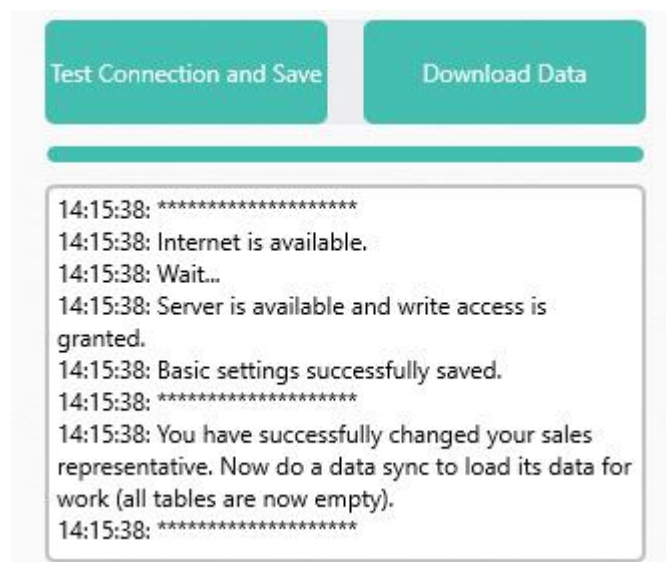 Test Connection and Save
Download Data
14:15:38: ********************
14:15:38: Internet is available.
14:15:38: Wait...
14:15:38: Server is available and write access is
granted.
14:15:38: Basic settings successfully saved.
14:15:38: ********************
14:15:38: You have successfully changed your sales
representative. Now do a data sync to load its data for
work (all tables are now empty).
14:15:38: ********************